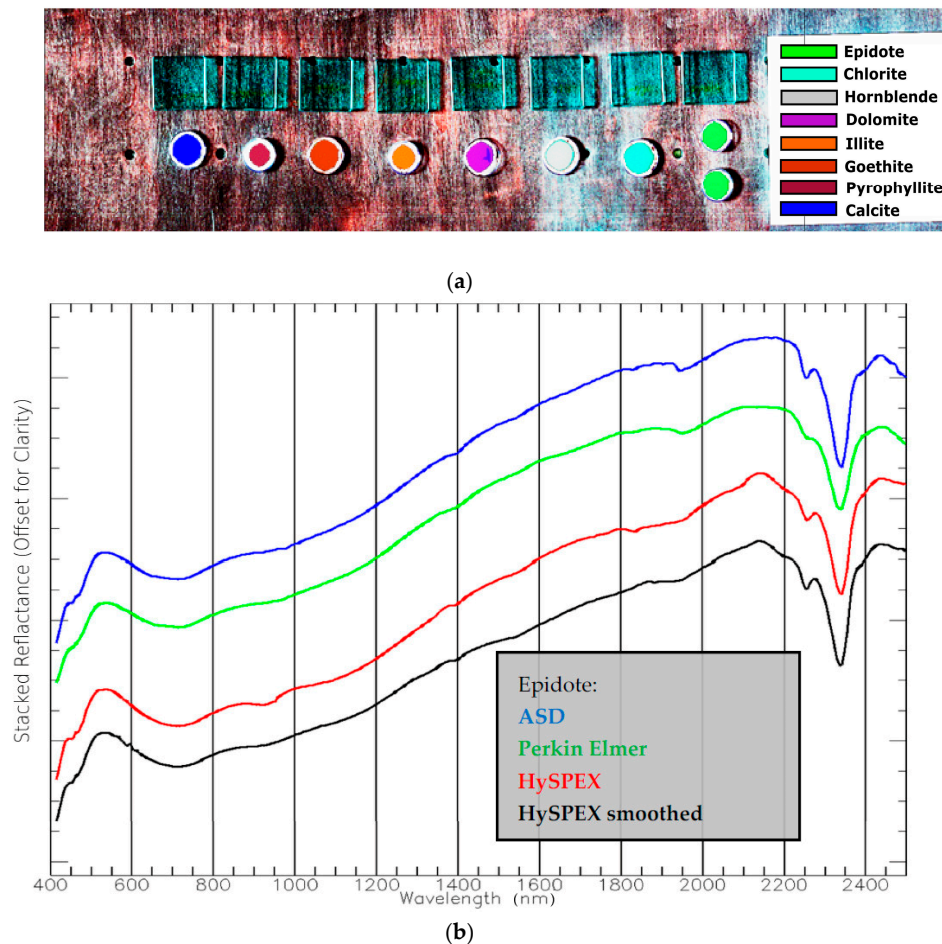 Epidote
Chlorite
Hornblende
Dolomite
Illite
Goethite
Pyrophyllite
Calcite
(a)
Stacked Reflactance (Offset for Clarity)
Epidote:
ASD
Perkin Elmer
HySPEX
HySPEX smoothed
400 600 800 1000 1200 1400 1600 1800 2000 2200 2400
Wavelength (nm)
(b)